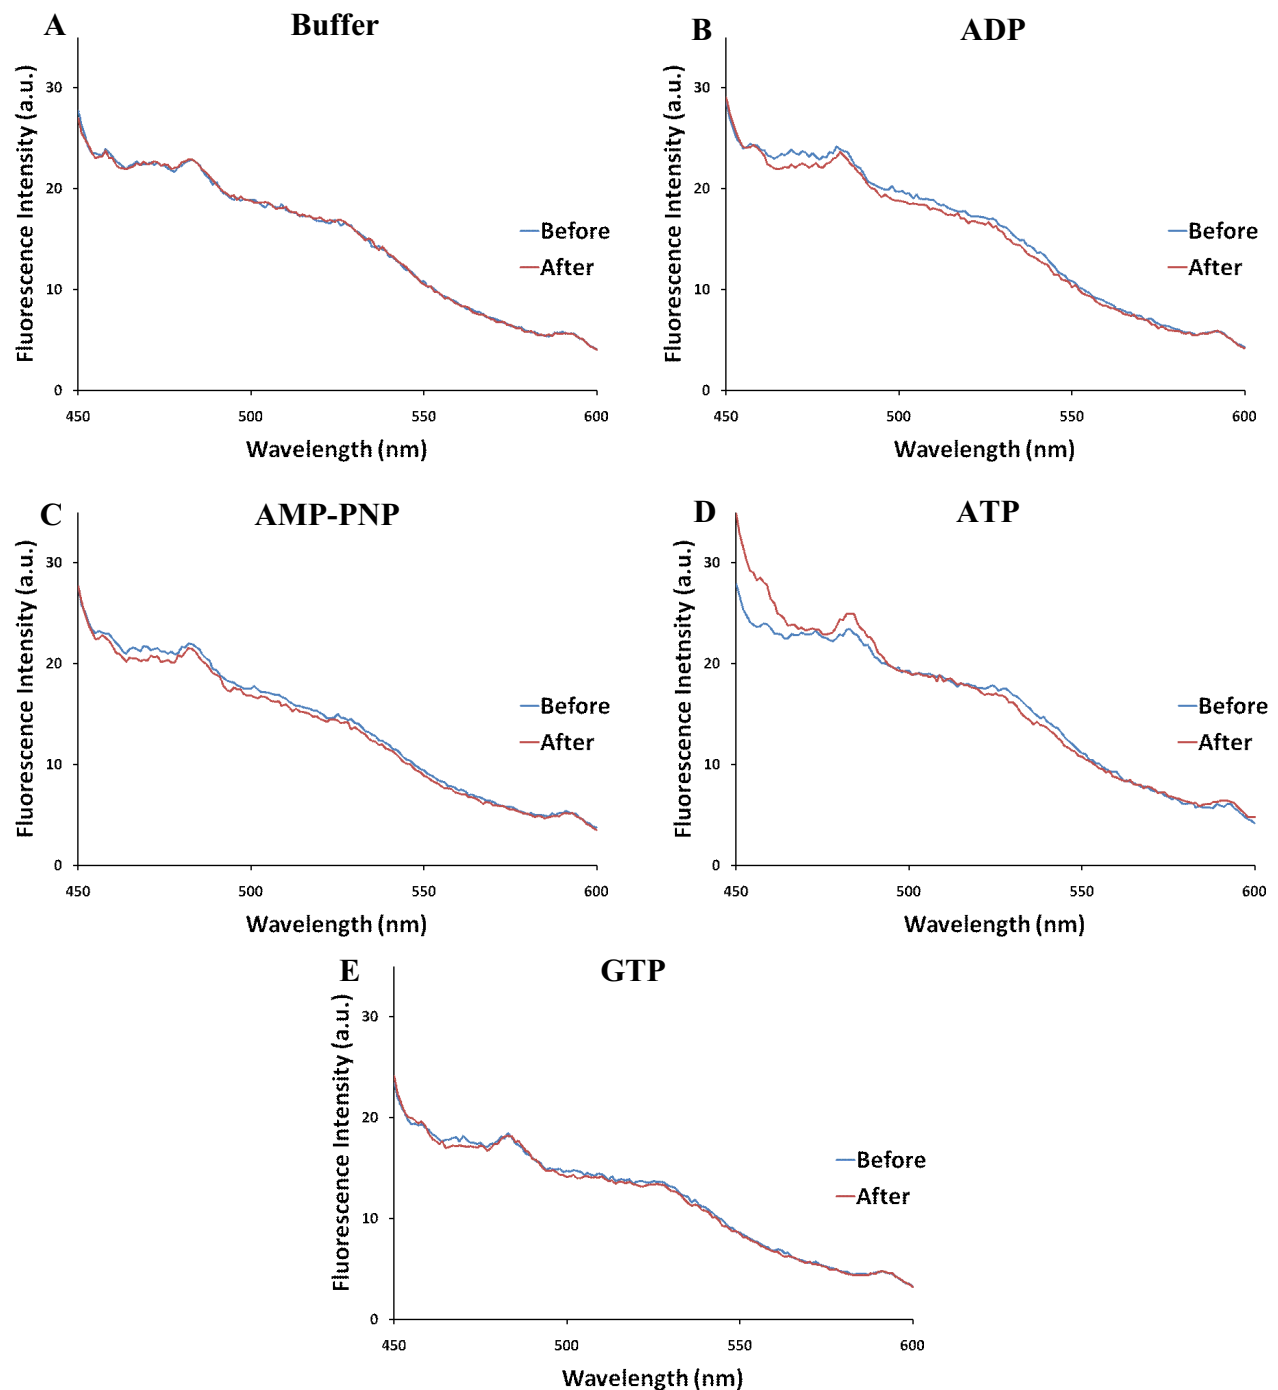 A Buffer
Fluorescence Intensity (a.u.)
30
20
10
0
450 500 550 600
Wavelength (nm)
Before
After
B ADP
Fluorescence Intensity (a.u.)
30
20
10
0
450 500 550 600
Wavelength (nm)
Before
After
C AMP-PNP
Fluorescence Intensity (a.u.)
30
20
10
0
450 500 550 600
Wavelength (nm)
Before
After
D ATP
Fluorescence Inetnsity (a.u.)
30
20
10
0
450 500 550 600
Wavelength (nm)
Before
After
E GTP
Fluorescence Intensity (a.u.)
30
20
10
0
450 500 550 600
Wavelength (nm)
Before
After